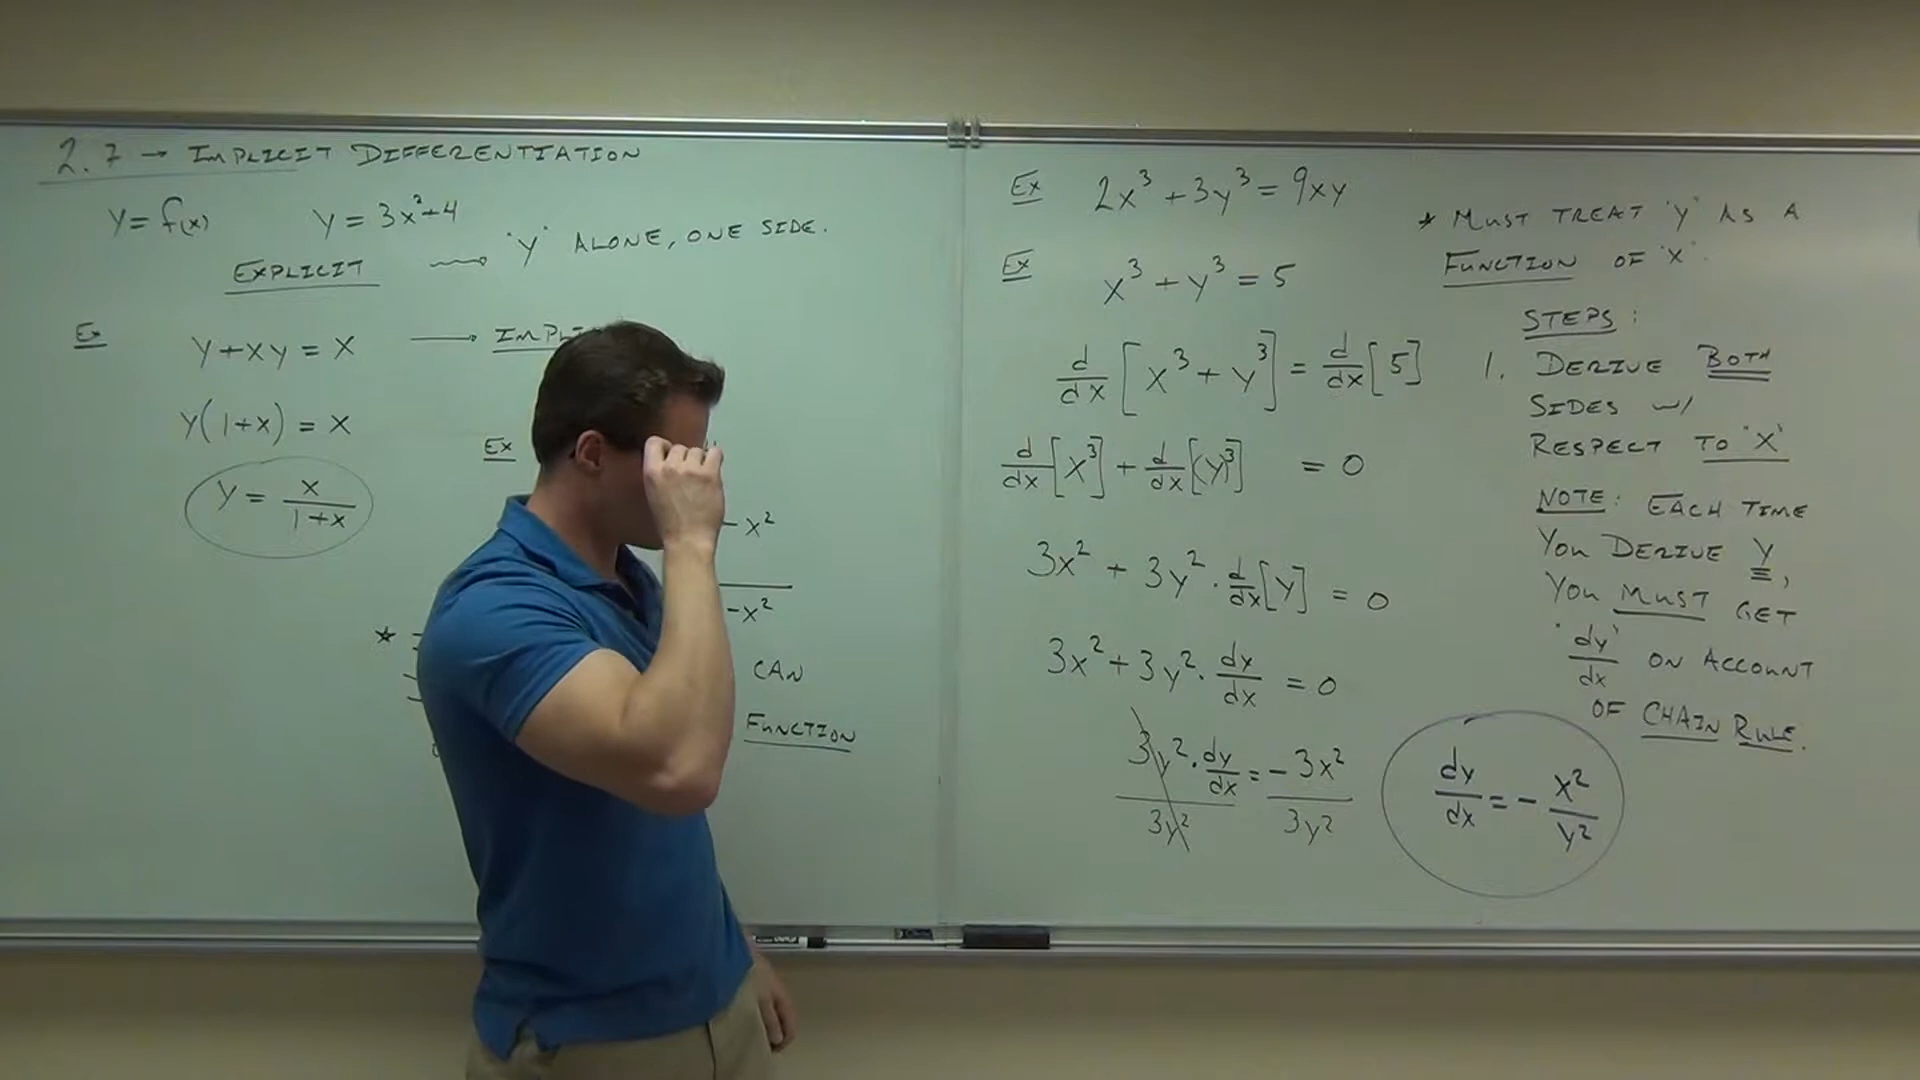 2.7 → IMPLICIT DIFFERENTIATION
y = f(x)
y = 3x² + 4
EXPLICIT → "y" ALONE, ONE SIDE.
Ex
y + xy = x →
y(1+x) = x
y = x/(1+x)
Ex
- x²
- x²
CAN
FUNCTION
Ex 2x³ + 3y³ = 9xy
Ex x³ + y³ = 5
d/dx [x³ + y³] = d/dx [5]
d/dx [x³] + d/dx [(y)³] = 0
3x² + 3y² · d/dx [y] = 0
3x² + 3y² · dy/dx = 0
3y² · dy/dx = -3x²
3y² 3y²
dy/dx = - x²/y²
* MUST TREAT "y" AS A
FUNCTION OF "x".
STEPS:
1. DERIVE BOTH
SIDES w/
RESPECT TO "X"
NOTE: EACH TIME
YOU DERIVE Y,
YOU MUST GET
"dy/dx" ON ACCOUNT
OF CHAIN RULE.